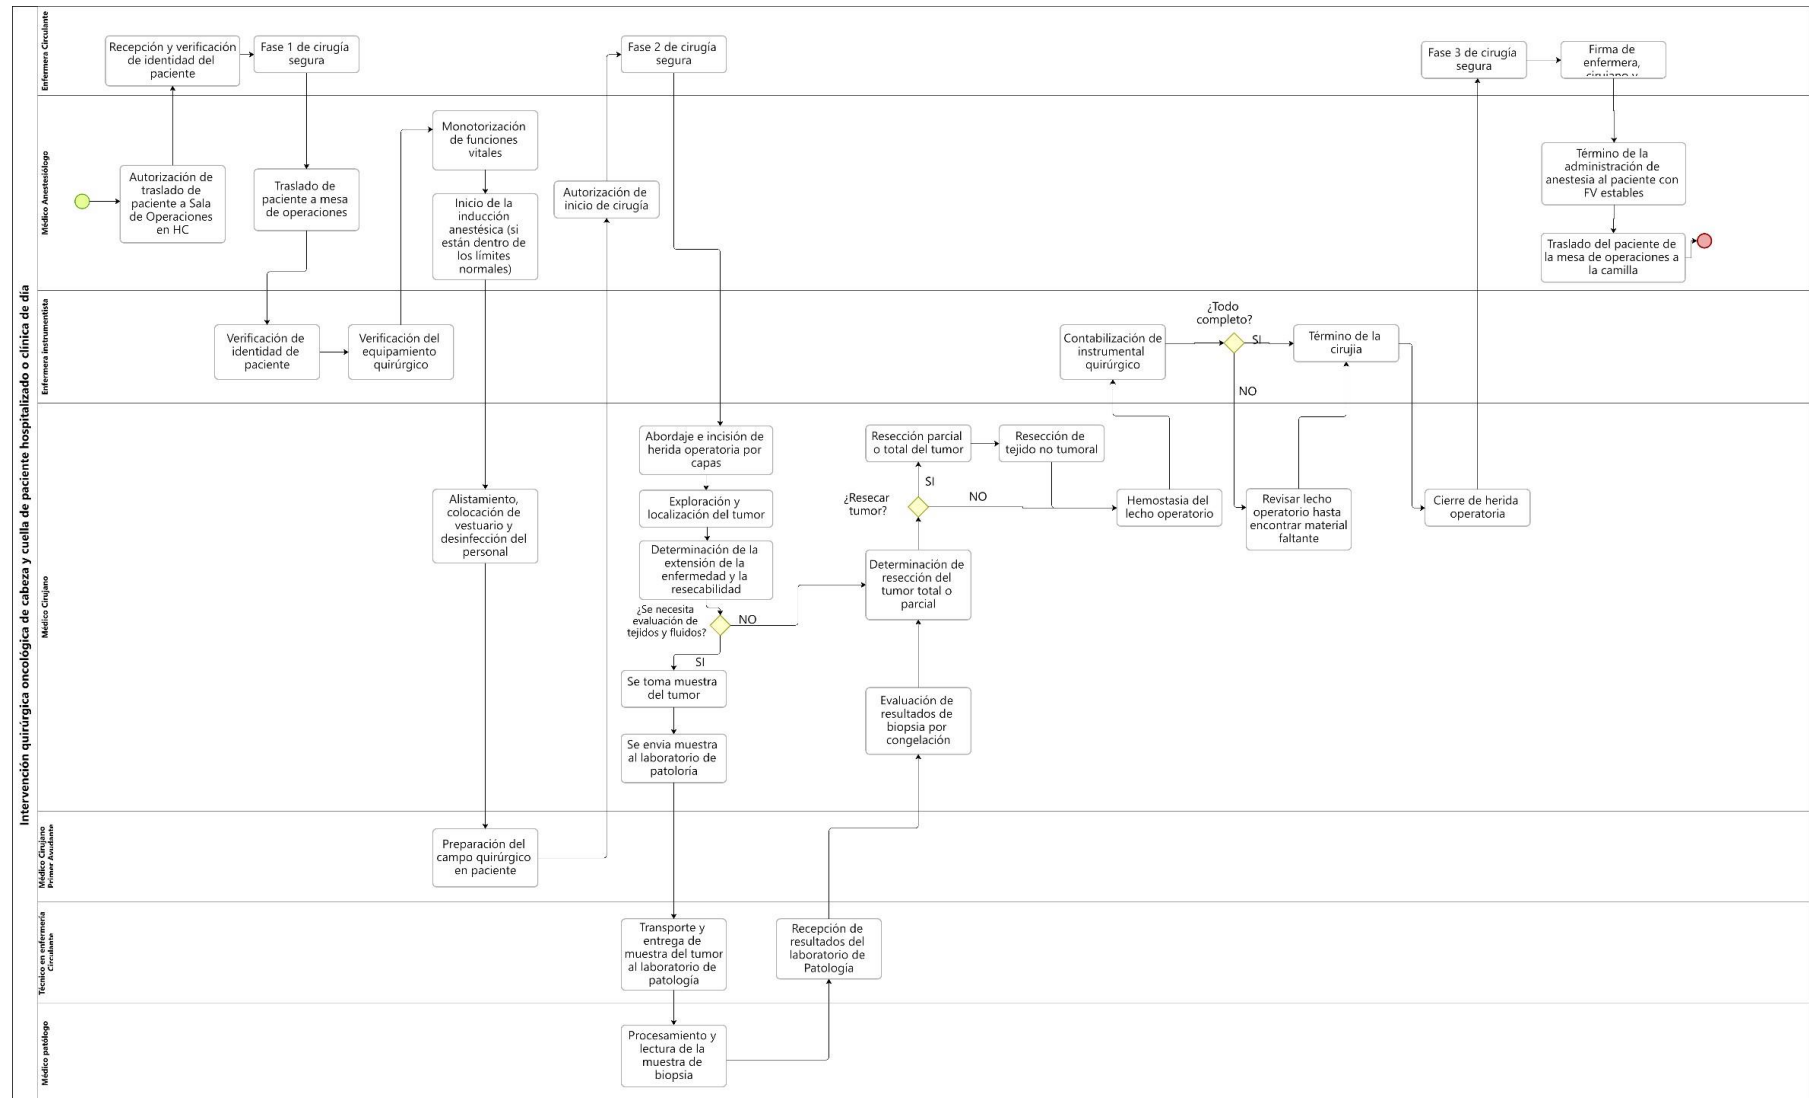 Intervención quirúrgica oncológica de cabeza y cuella de paciente hospitalizado o clínica de día
Enfermera Circulante
Recepción y verificación
de identidad del
paciente
Fase 1 de cirugía
segura
Fase 2 de cirugía
segura
Fase 3 de cirugía
segura
Firma de
enfermera,
cirujano y
Médico Anestesiólogo
Autorización de
traslado de
paciente a Sala
de Operaciones
en HC
Traslado de
paciente a mesa
de operaciones
Monotorización
de funciones
vitales
Inicio de la
inducción
anestésica (si
están dentro de
los límites
normales)
Autorización de
inicio de cirugía
Término de la
administración de
anestesia al paciente con
FV estables
Traslado del paciente de
la mesa de operaciones a
la camilla
Enfermera instrumentista
Verificación de
identidad de
paciente
Verificación del
equipamiento
quirúrgico
Contabilización de
instrumental
quirúrgico
¿Todo
completo?
SI
NO
Término de la
cirujia
Médico Cirujano
Alistamiento,
colocación de
vestuario y
desinfección del
personal
Abordaje e incisión de
herida operatoria por
capas
Exploración y
localización del tumor
Determinación de la
extensión de la
enfermedad y la
resecabilidad
¿Se necesita
evaluación de
tejidos y fluidos?
NO
SI
Se toma muestra
del tumor
Se envia muestra
al laboratorio de
patoloría
Resección parcial
o total del tumor
Resección de
tejido no tumoral
¿Resecar
tumor?
SI
NO
Determinación de
resección del
tumor total o
parcial
Evaluación de
resultados de
biopsia por
congelación
Hemostasia del
lecho operatorio
Revisar lecho
operatorio hasta
encontrar material
faltante
Cierre de herida
operatoria
Médico Cirujano
Primer Ayudante
Preparación del
campo quirúrgico
en paciente
Técnico en enfermería
Circulante
Transporte y
entrega de
muestra del tumor
al laboratorio de
patología
Recepción de
resultados del
laboratorio de
Patología
Médico patólogo
Procesamiento y
lectura de la
muestra de
biopsia